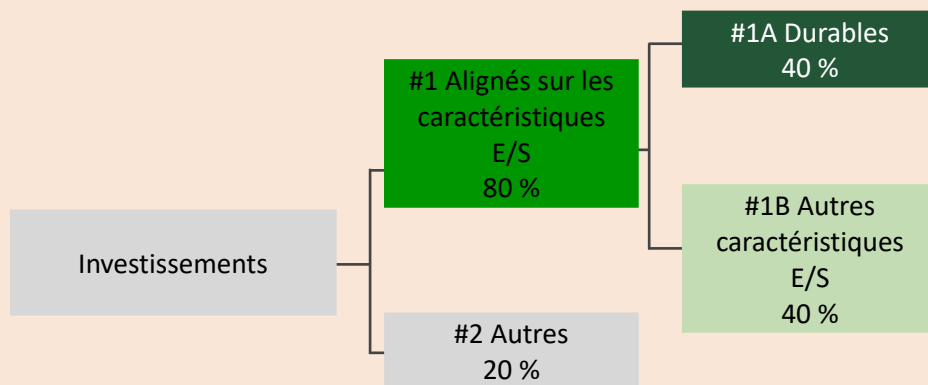 Investissements
#1 Alignés sur les
caractéristiques
E/S
80 %
#2 Autres
20 %
#1A Durables
40 %
#1B Autres
caractéristiques
E/S
40 %